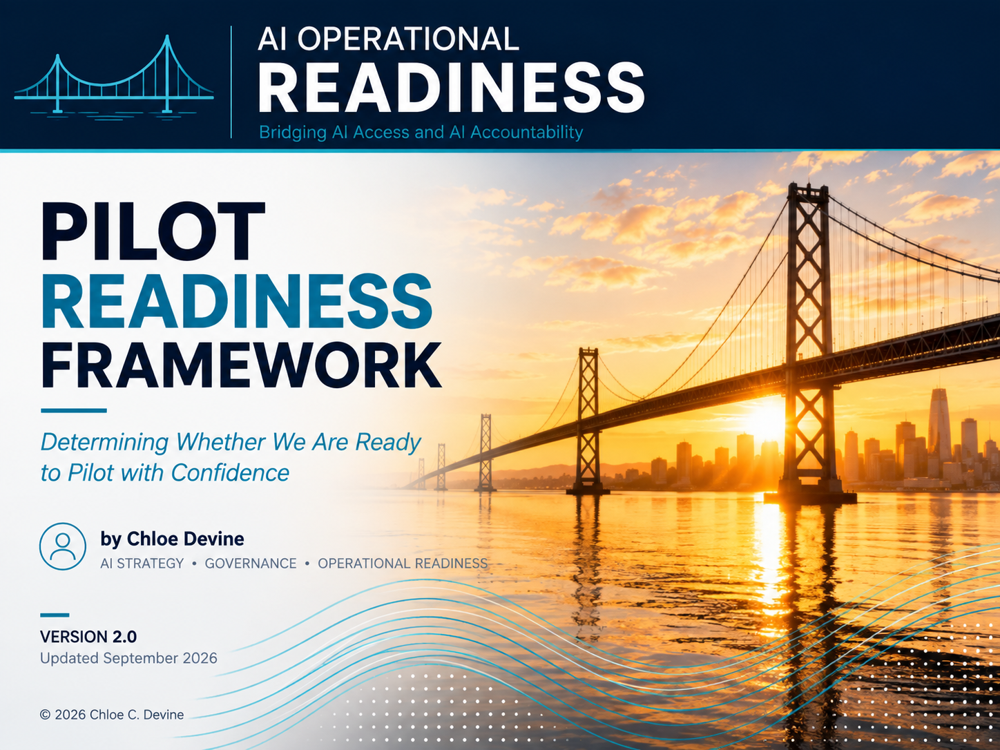 AI OPERATIONAL
READINESS
Bridging AI Access and AI Accountability
PILOT
READINESS
FRAMEWORK
Determining Whether We Are Ready
to Pilot with Confidence
by Chloe Devine
AI STRATEGY • GOVERNANCE • OPERATIONAL READINESS
VERSION 2.0
Updated September 2026
© 2026 Chloe C. Devine